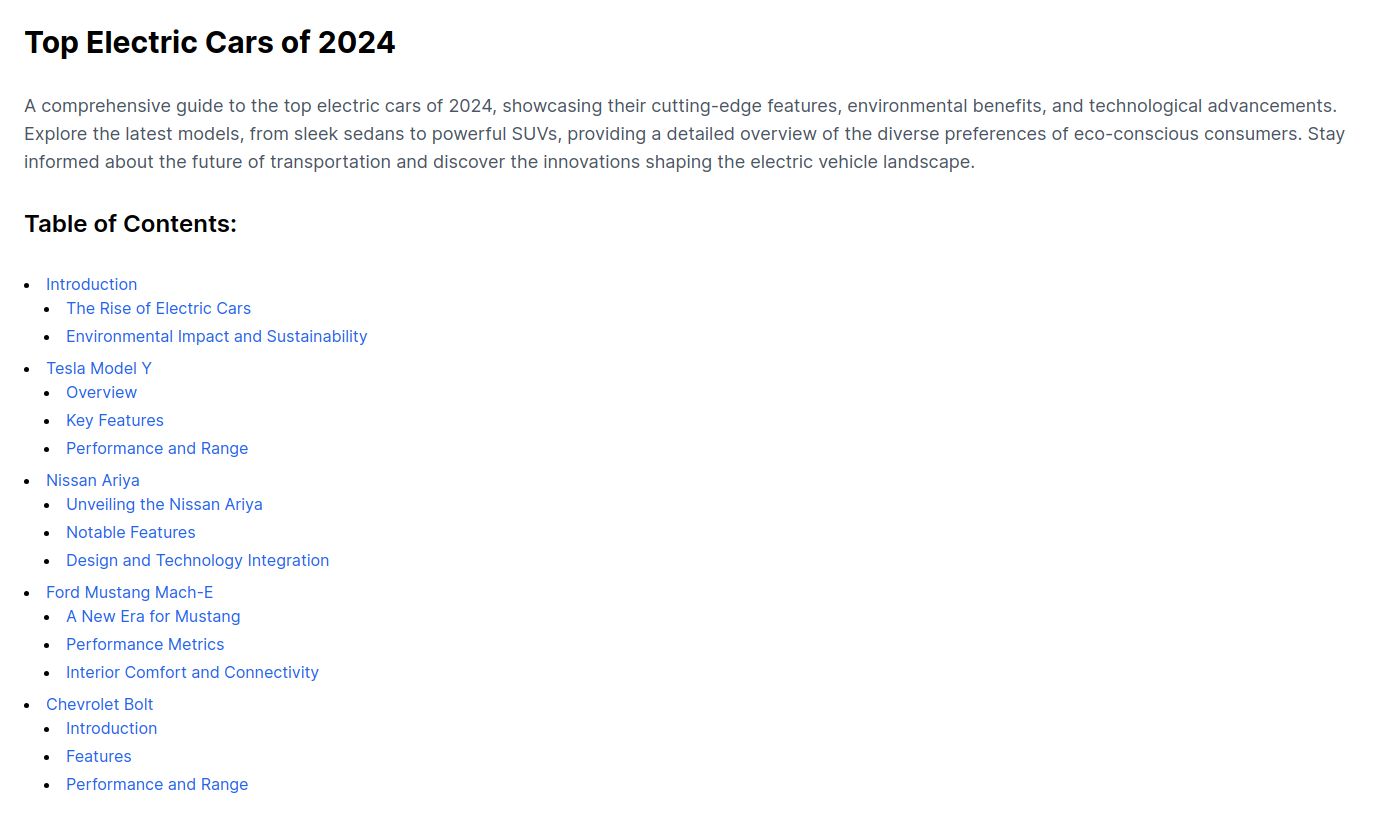 Top Electric Cars of 2024
A comprehensive guide to the top electric cars of 2024, showcasing their cutting-edge features, environmental benefits, and technological advancements.
Explore the latest models, from sleek sedans to powerful SUVs, providing a detailed overview of the diverse preferences of eco-conscious consumers. Stay
informed about the future of transportation and discover the innovations shaping the electric vehicle landscape.
Table of Contents:
Introduction
The Rise of Electric Cars
Environmental Impact and Sustainability
Tesla Model Y
Overview
Key Features
Performance and Range
Nissan Ariya
Unveiling the Nissan Ariya
Notable Features
Design and Technology Integration
Ford Mustang Mach-E
A New Era for Mustang
Performance Metrics
Interior Comfort and Connectivity
Chevrolet Bolt
Introduction
Features
Performance and Range